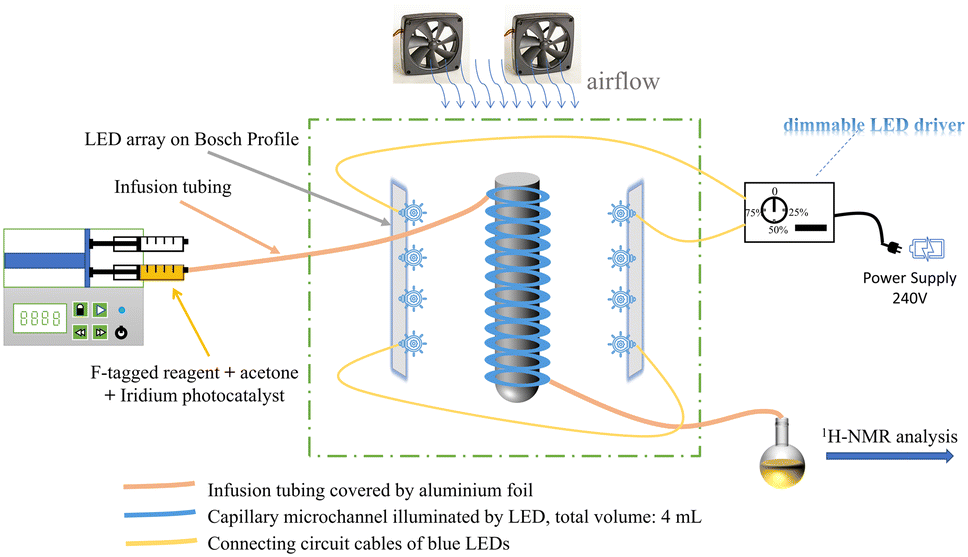 airflow
LED array on Bosch Profile
dimmable LED driver
Infusion tubing
0
75%
25%
50%
Power Supply
240V
8888
F-tagged reagent + acetone
+ Iridium photocatalyst
¹H-NMR analysis
Infusion tubing covered by aluminium foil
Capillary microchannel illuminated by LED, total volume: 4 mL
Connecting circuit cables of blue LEDs